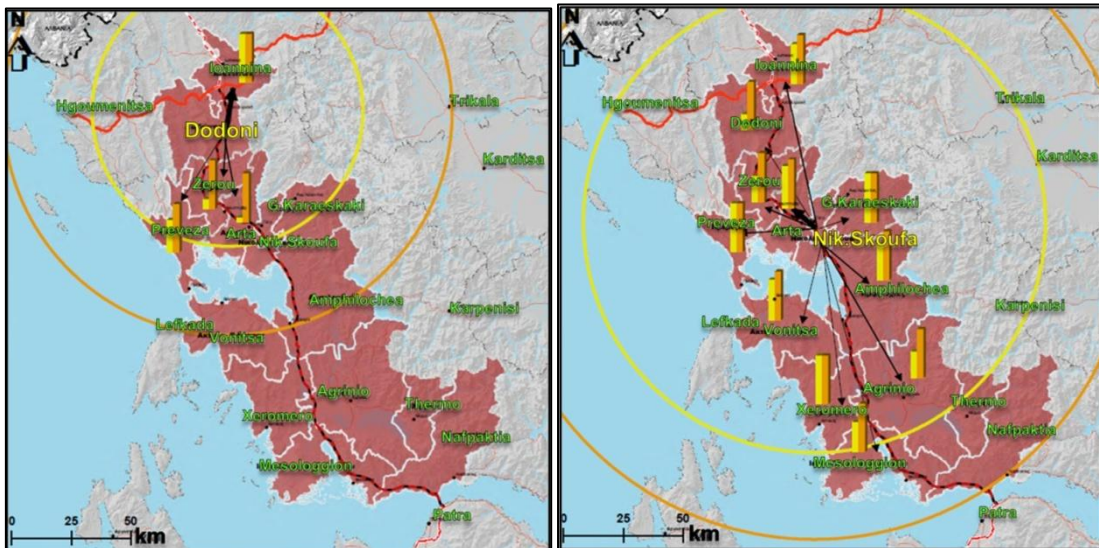 N
ALBANIA
Ioannina
Hgoumenitsa
Trikala
Dodoni
Karditsa
Zerou
G.Karaeskaki
Preveza
Arta
Nik.Skoufa
Amphilochea
Karpenisi
Lefkada
Vonitsa
Agrinio
Thermo
Xeromero
Nafpaktia
Mesologgion
Patra
0 25 50
km
N
ALBANIA
Ioannina
Hgoumenitsa
Trikala
Dodoni
Karditsa
Zerou
G.Karaeskaki
Preveza
Arta
Nik.Skoufa
Amphilochea
Karpenisi
Lefkada
Vonitsa
Agrinio
Thermo
Xeromero
Nafpaktia
Mesologgion
Patra
0 25 50
km